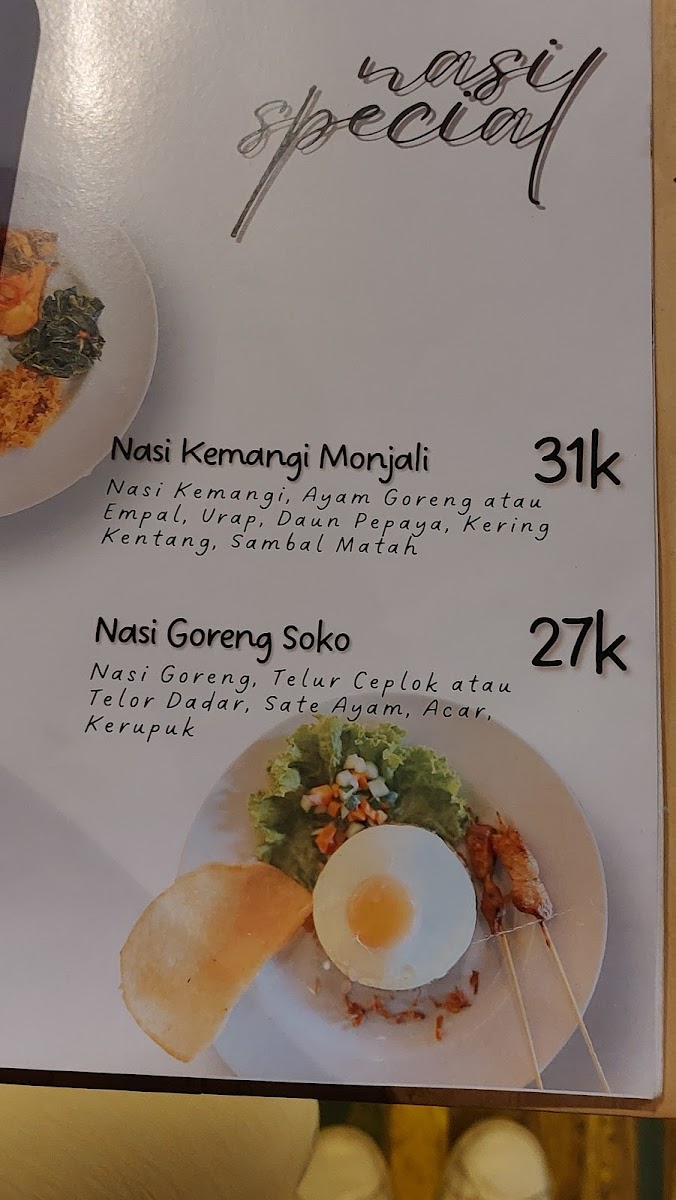 nasi
special
Nasi Kemangi Monjali 31k
Nasi Kemangi, Ayam Goreng atau
Empal, Urap, Daun Pepaya, Kering
Kentang, Sambal Matah
Nasi Goreng Soko 27k
Nasi Goreng, Telur Ceplok atau
Telor Dadar, Sate Ayam, Acar,
Kerupuk